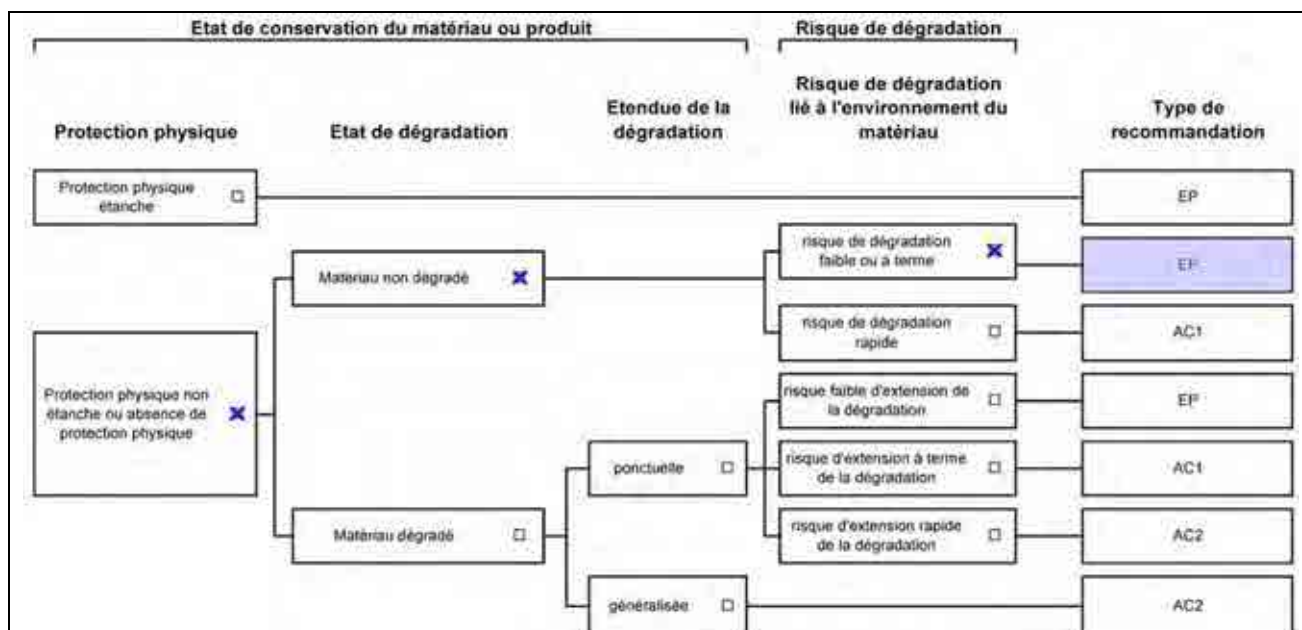 Etat de conservation du matériau ou produit
Risque de dégradation
Protection physique
Etat de dégradation
Etendue de la
dégradation
Risque de dégradation
lié à l'environnement du
matériau
Type de
recommandation
Protection physique
étanche
EP
risque de dégradation
faible ou à terme
EP
Matériau non dégradé
risque de dégradation
rapide
AC1
Protection physique non
étanche ou absence de
protection physique
risque faible d'extension de
la dégradation
EP
ponctuelle
risque d'extension à terme
de la dégradation
AC1
Matériau dégradé
risque d'extension rapide
de la dégradation
AC2
généralisée
AC2